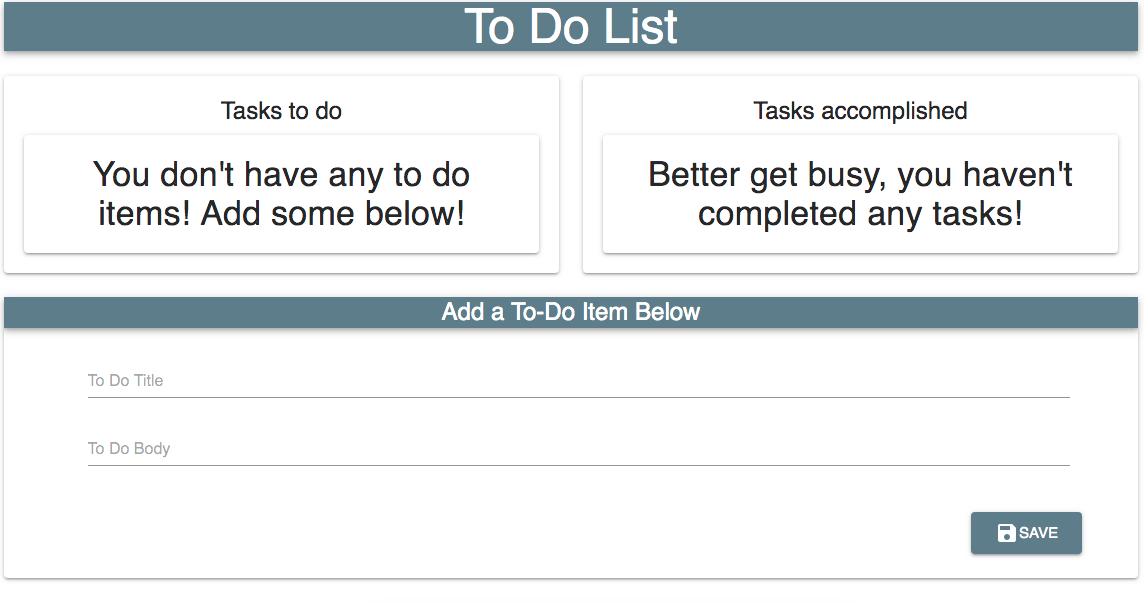 To Do List
Tasks to do
You don't have any to do
items! Add some below!
Tasks accomplished
Better get busy, you haven't
completed any tasks!
Add a To-Do Item Below
To Do Title
To Do Body
SAVE